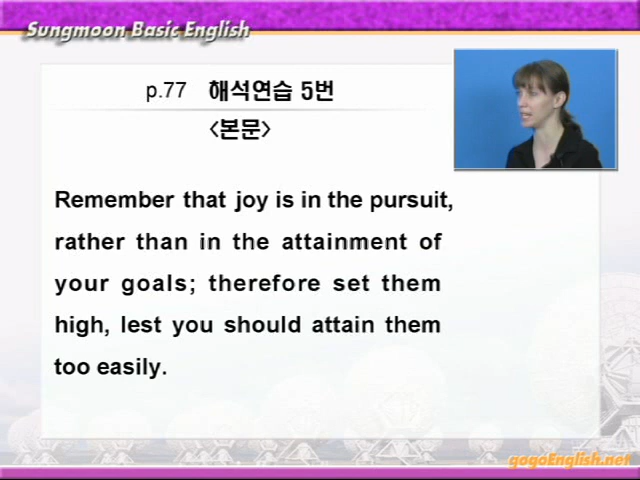 Sungmoon Basic English
p.77 해석연습 5번
<본문>
Remember that joy is in the pursuit,
rather than in the attainment of
your goals; therefore set them
high, lest you should attain them
too easily.
gogoEnglish.net